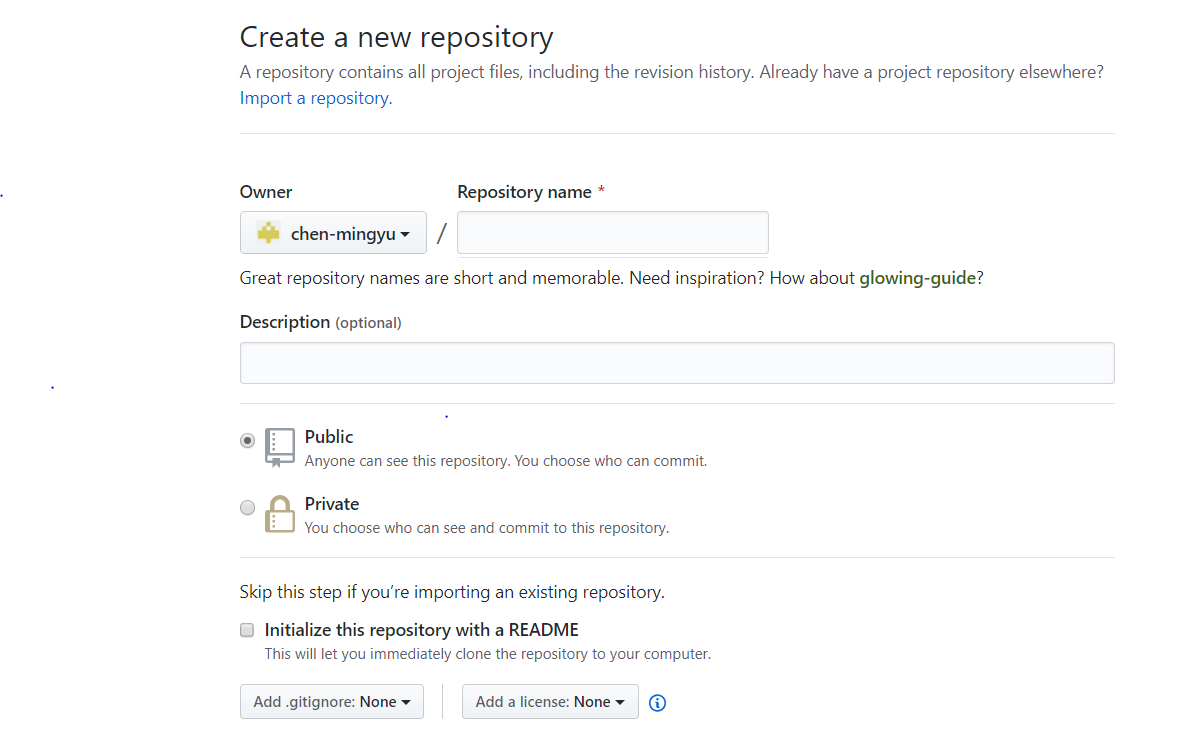 Create a new repository
A repository contains all project files, including the revision history. Already have a project repository elsewhere?
Import a repository.
Owner
Repository name *
chen-mingyu
/
Great repository names are short and memorable. Need inspiration? How about glowing-guide?
Description (optional)
Public
Anyone can see this repository. You choose who can commit.
Private
You choose who can see and commit to this repository.
Skip this step if you’re importing an existing repository.
Initialize this repository with a README
This will let you immediately clone the repository to your computer.
Add .gitignore: None
Add a license: None